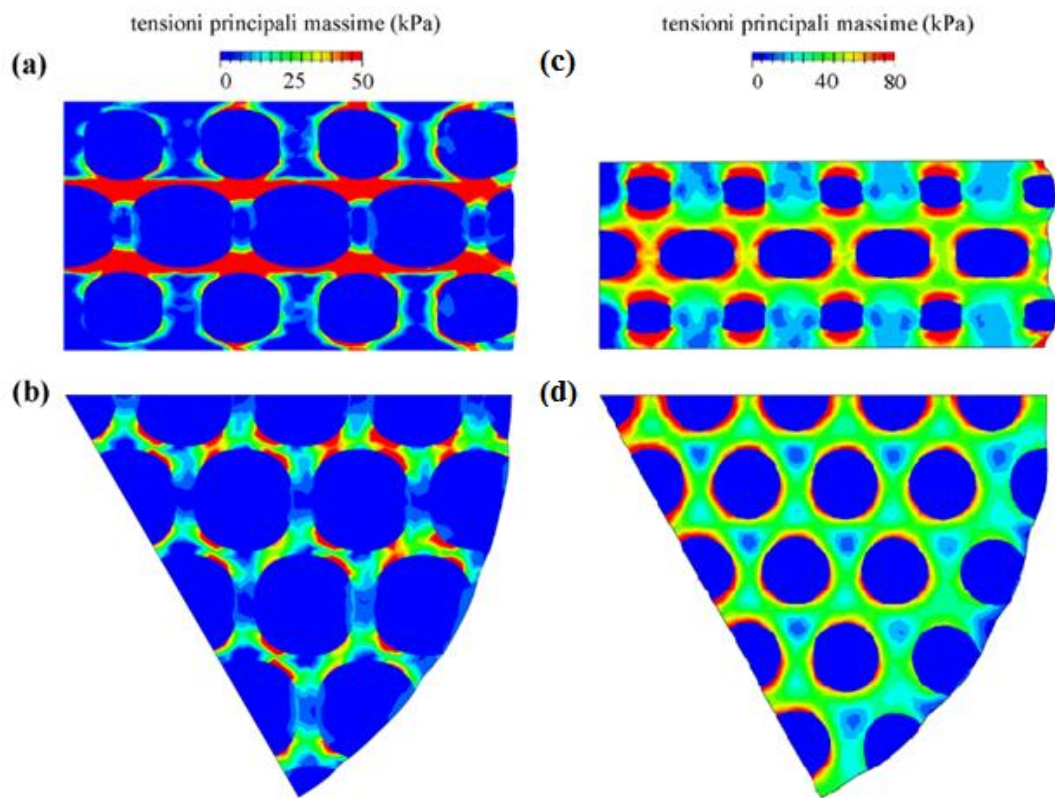 tensioni principali massime (kPa)
(a)
0 25 50
tensioni principali massime (kPa)
(c)
0 40 80
(b)
(d)